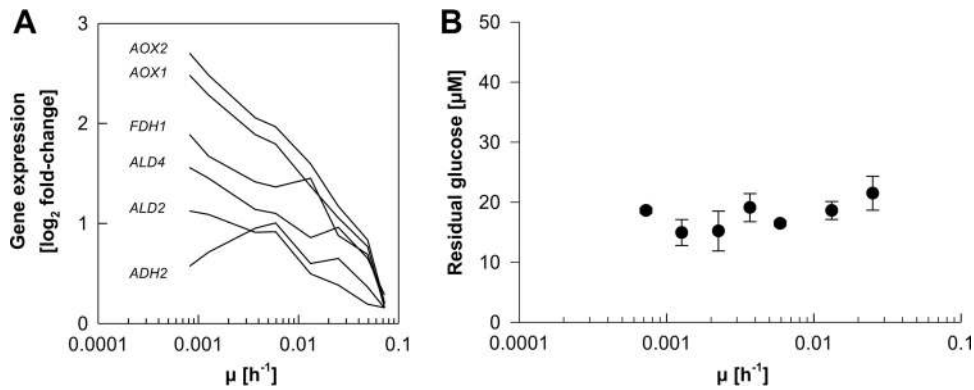 A
Gene expression
[log2 fold-change]
3
2
1
0
AOX2
AOX1
FDH1
ALD4
ALD2
ADH2
0.0001
0.001
0.01
0.1
µ [h-1]
B
Residual glucose [µM]
50
40
30
20
10
0
0.0001
0.001
0.01
0.1
µ [h-1]